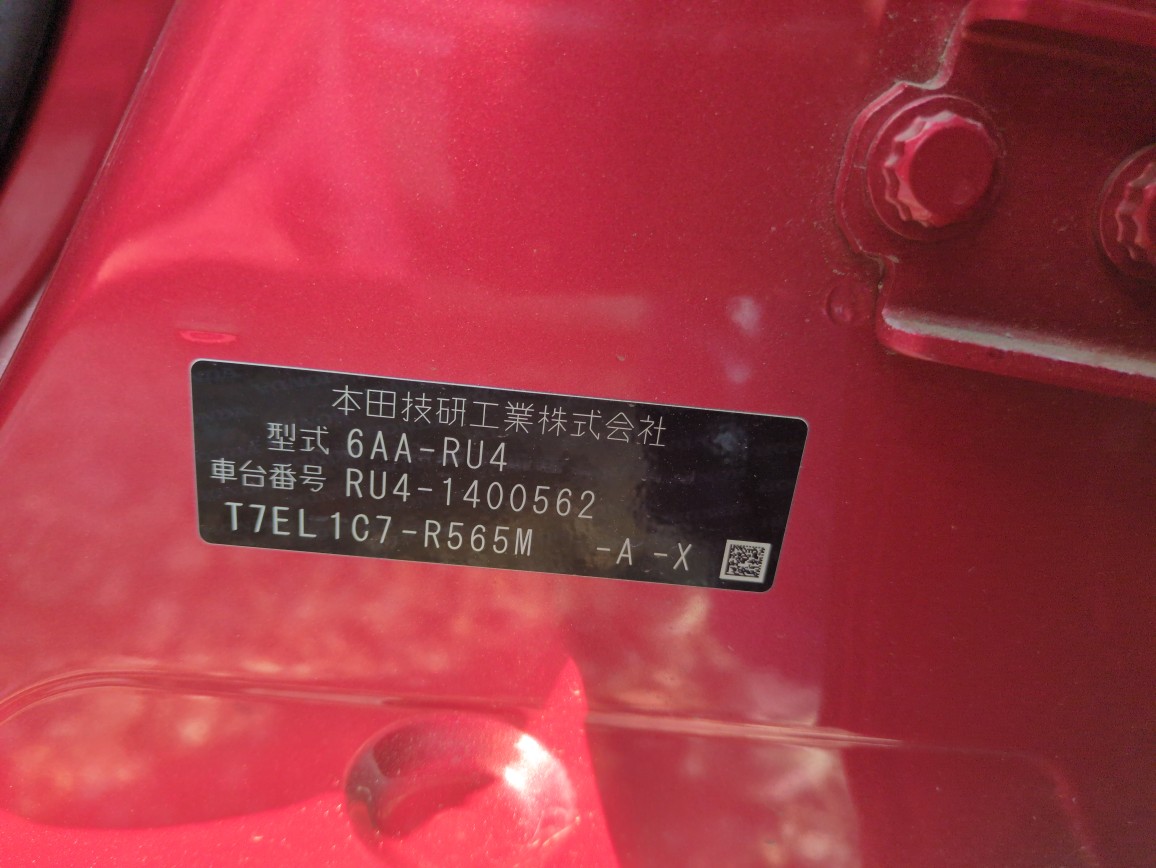 本田技研工業株式会社
型式 6AA-RU4
車台番号 RU4-1400562
T7EL1C7-R565M -A -X